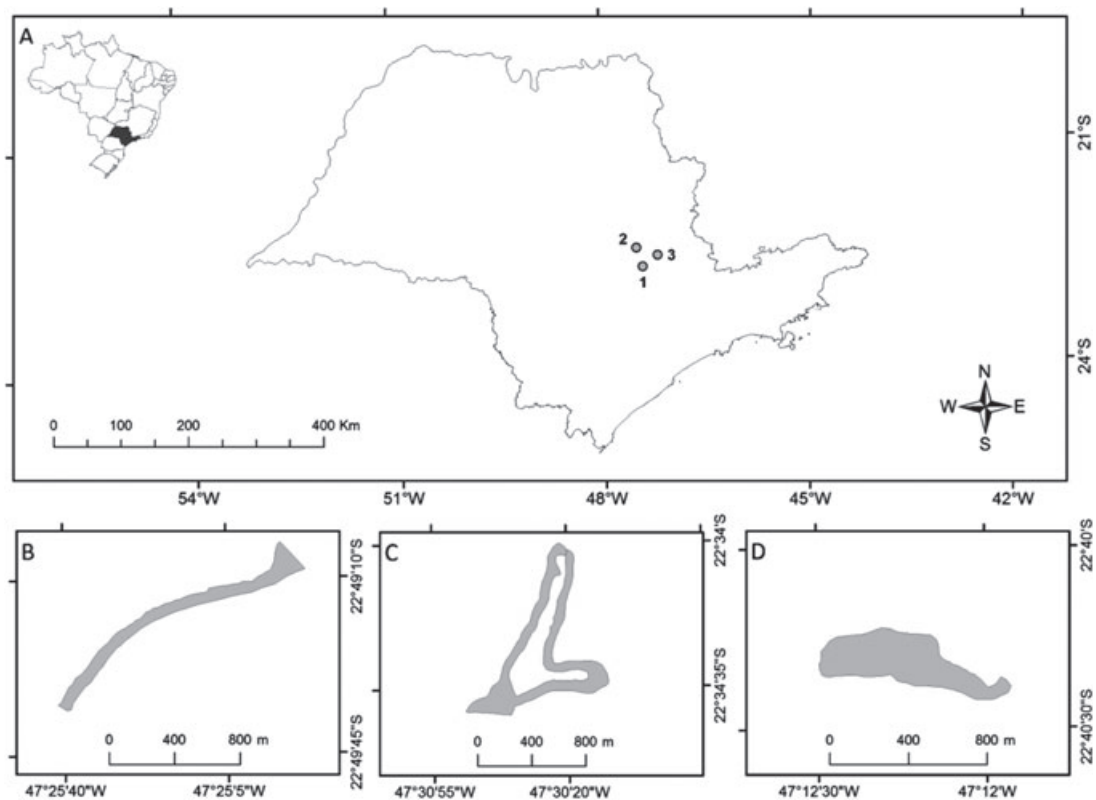 A
21°S
2
3
1
24°S
N
W E
S
0 100 200 400 Km
54°W 51°W 48°W 45°W 42°W
B
22°49'10"S
22°49'45"S
0 400 800 m
47°25'40"W 47°25'5"W
C
22°34'S
22°34'35"S
0 400 800 m
47°30'55"W 47°30'20"W
D
22°40'S
22°40'30"S
0 400 800 m
47°12'30"W 47°12'W